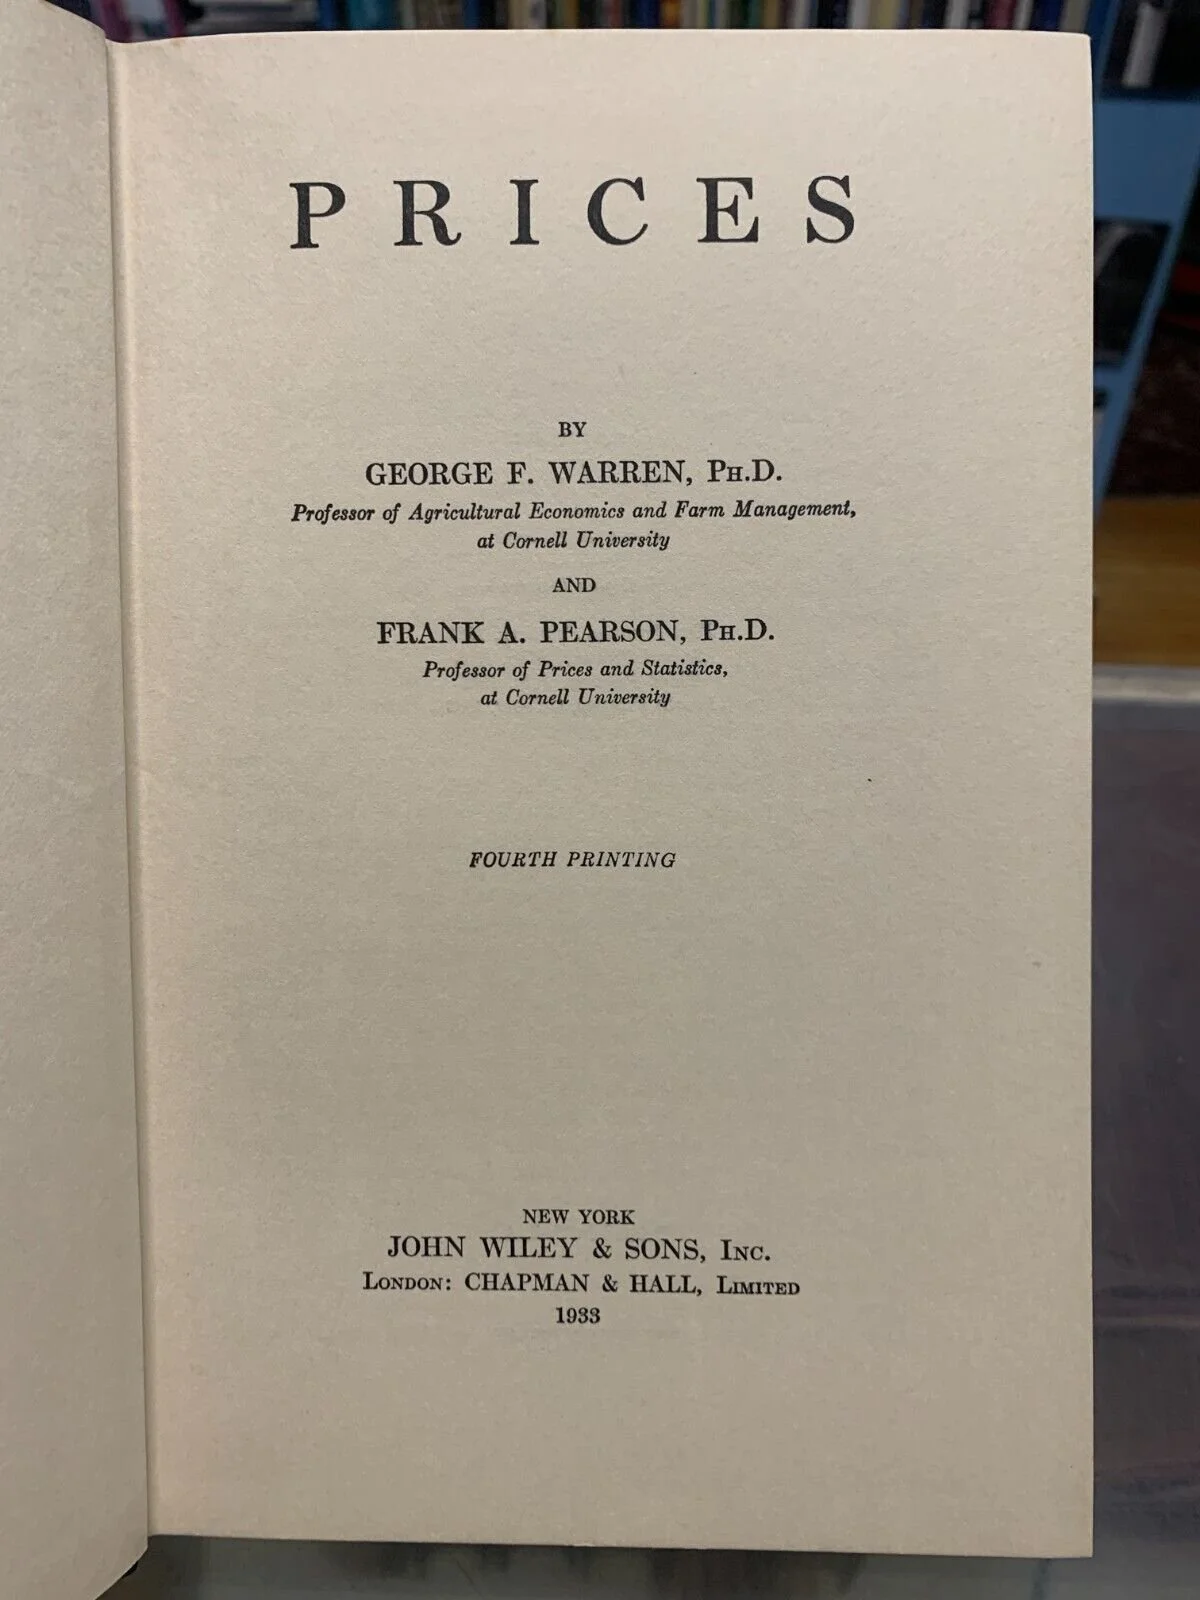 PRICES
BY
GEORGE F. WARREN, PH.D.
Professor of Agricultural Economics and Farm Management,
at Cornell University
AND
FRANK A. PEARSON, PH.D.
Professor of Prices and Statistics,
at Cornell University
FOURTH PRINTING
NEW YORK
JOHN WILEY & SONS, INC.
LONDON: CHAPMAN & HALL, LIMITED
1933